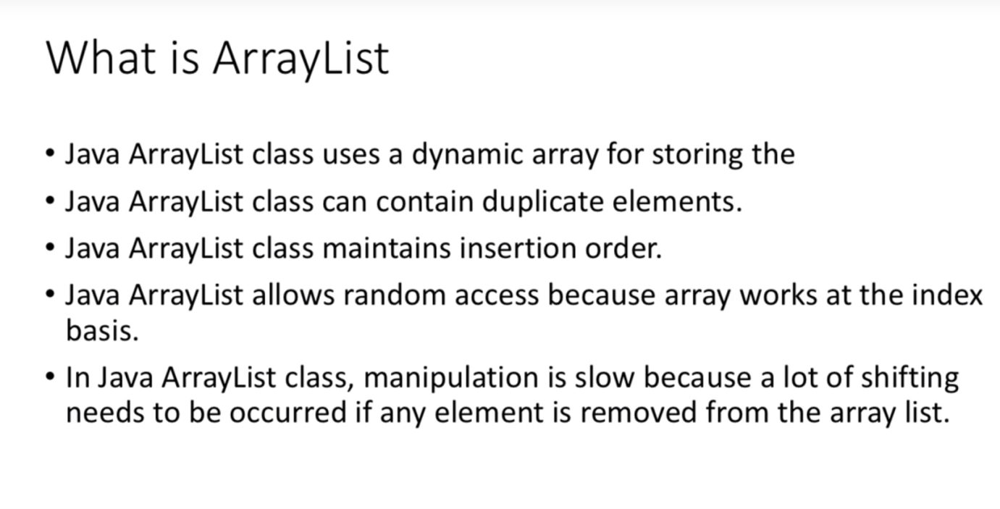 What is ArrayList
• Java ArrayList class uses a dynamic array for storing the
• Java ArrayList class can contain duplicate elements.
• Java ArrayList class maintains insertion order.
• Java ArrayList allows random access because array works at the index
basis.
• In Java ArrayList class, manipulation is slow because a lot of shifting
needs to be occurred if any element is removed from the array list.